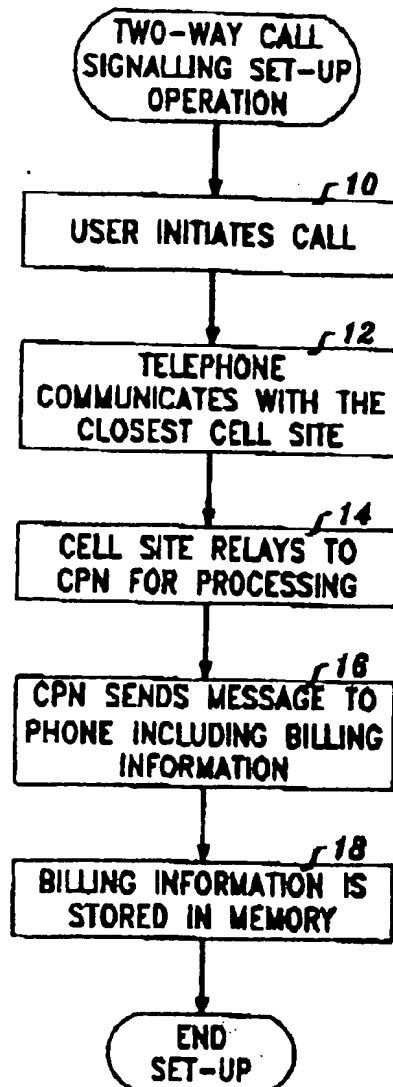 TWO-WAY CALL
SIGNALLING SET-UP
OPERATION
10
USER INITIATES CALL
12
TELEPHONE
COMMUNICATES WITH THE
CLOSEST CELL SITE
14
CELL SITE RELAYS TO
CPN FOR PROCESSING
16
CPN SENDS MESSAGE TO
PHONE INCLUDING BILLING
INFORMATION
18
BILLING INFORMATION IS
STORED IN MEMORY
END
SET-UP